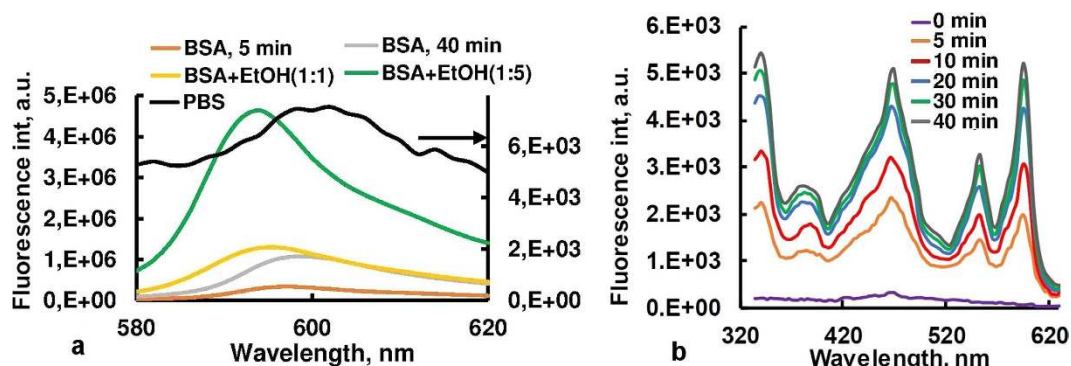 BSA, 5 min
BSA, 40 min
BSA+EtOH(1:1)
BSA+EtOH(1:5)
PBS
Fluorescence int, a.u.
5,E+06
4,E+06
3,E+06
2,E+06
1,E+06
0,E+00
6,E+03
4,E+03
2,E+03
0,E+00
580
600
620
Wavelength, nm
a
b
0 min
5 min
10 min
20 min
30 min
40 min
Fluorescence int, a.u.
6.E+03
5.E+03
4.E+03
3.E+03
2.E+03
1.E+03
0.E+00
320
420
520
620
Wavelength, nm